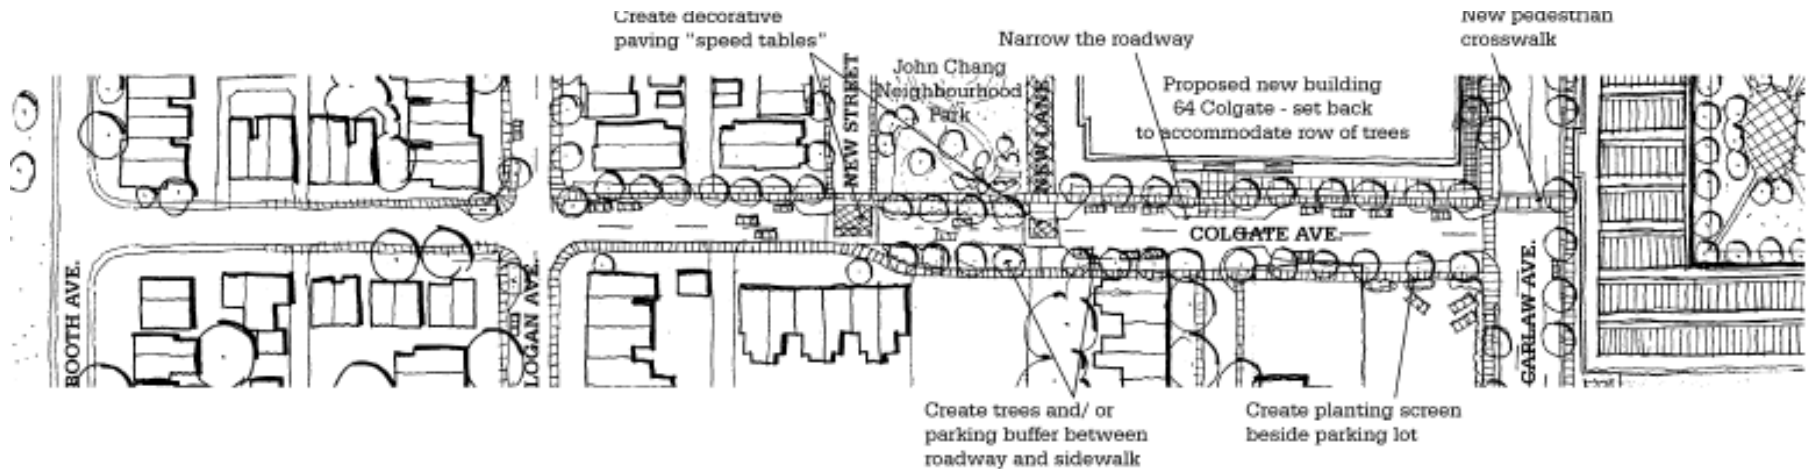 Create decorative
paving "speed tables"
NEW STREET
John Chang
Neighbourhood
Park
Narrow the roadway
NEW LANE
Proposed new building
64 Colgate - set back
to accommodate row of trees
New pedestrian
crosswalk
COLGATE AVE.
BOOTH AVE.
LOGAN AVE.
CARLAW AVE.
Create trees and/ or
parking buffer between
roadway and sidewalk
Create planting screen
beside parking lot